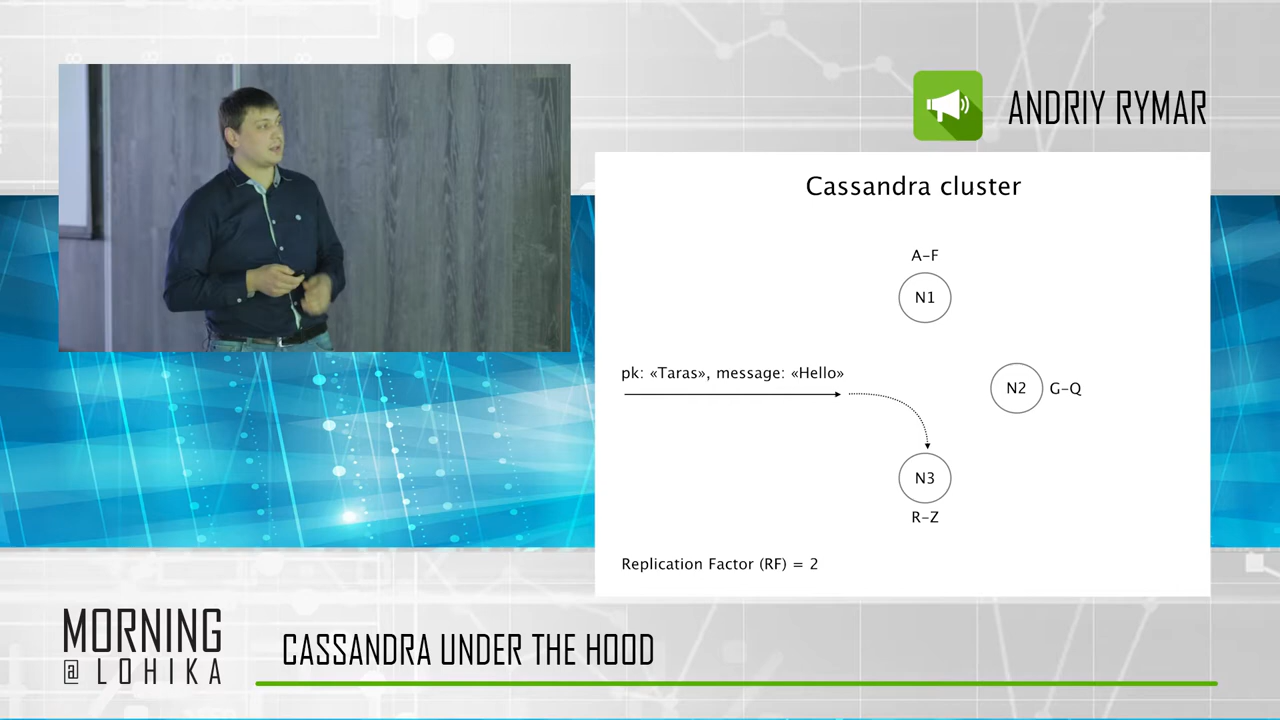 ANDRIY RYMAR
Cassandra cluster
A-F
N1
pk: «Taras», message: «Hello»
N2 G-Q
N3
R-Z
Replication Factor (RF) = 2
MORNING
@ LOHIKA
CASSANDRA UNDER THE HOOD